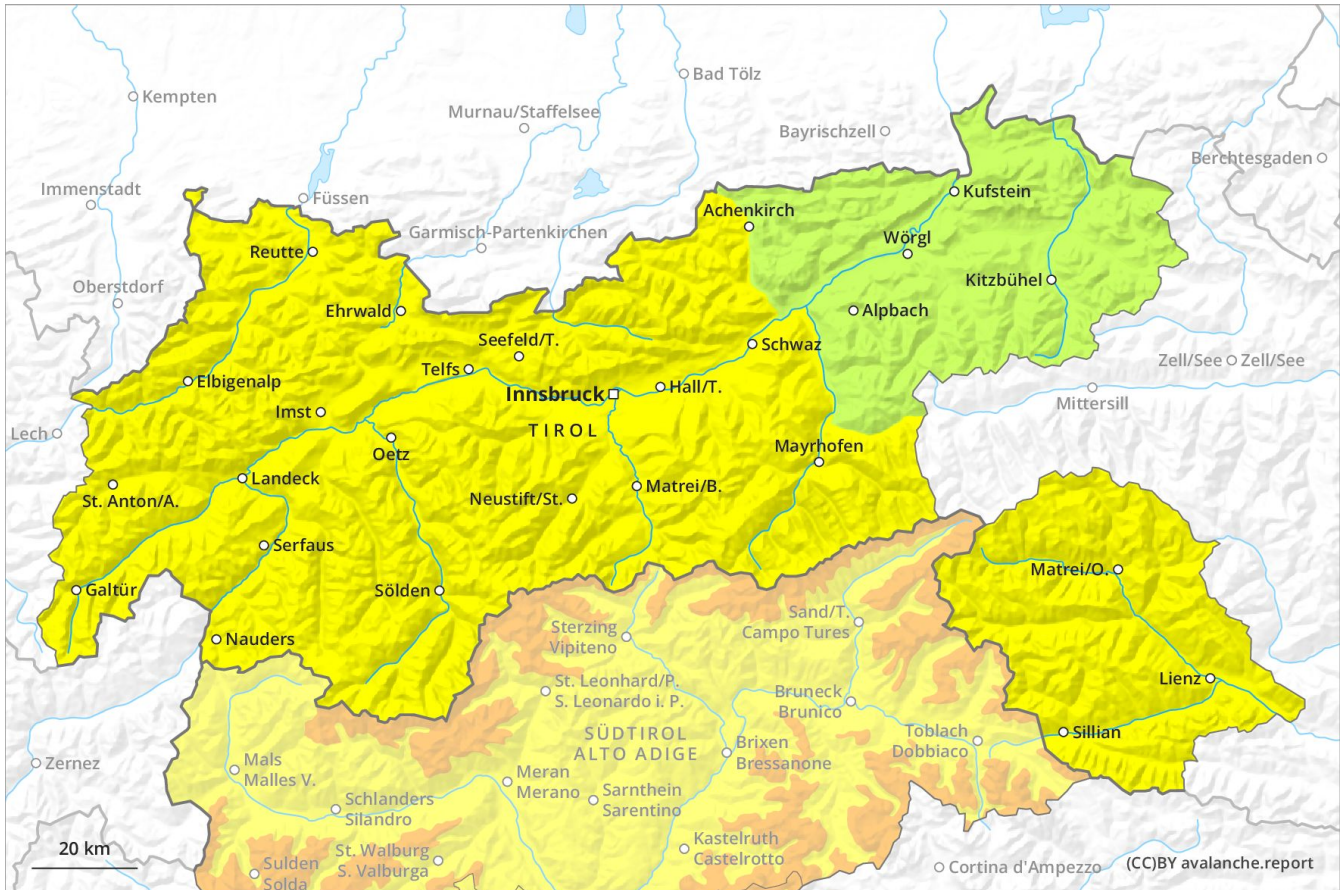 Bad Tölz
Kempten
Murnau/Staffelsee
Bayrischzell
Berchtesgaden
Immenstadt
Füssen
Kufstein
Achenkirch
Garmisch-Partenkirchen
Wörgl
Reutte
Kitzbühel
Oberstdorf
Ehrwald
Alpbach
Seefeld/T.
Schwaz
Zell/See
Zell/See
Telfs
Elbigenalp
Innsbruck
Hall/T.
Mittersill
Imst
TIROL
Lech
Mayrhofen
Oetz
Landeck
St. Anton/A.
Neustift/St.
Matrei/B.
Serfaus
Matrei/O.
Galtür
Sölden
Sand/T.
Campo Tures
Sterzing
Vipiteno
Nauders
Lienz
St. Leonhard/P.
S. Leonardo i. P.
Bruneck
Brunico
Toblach
Dobbiaco
Sillian
SÜDTIROL
ALTO ADIGE
Brixen
Bressanone
Zernez
Mals
Malles V.
Meran
Merano
Sarnthein
Sarentino
Schlanders
Silandro
Kastelruth
Castelrotto
20 km
St. Walburg
S. Valburga
Sulden
Solda
Cortina d'Ampezzo
(CC)BY avalanche.report